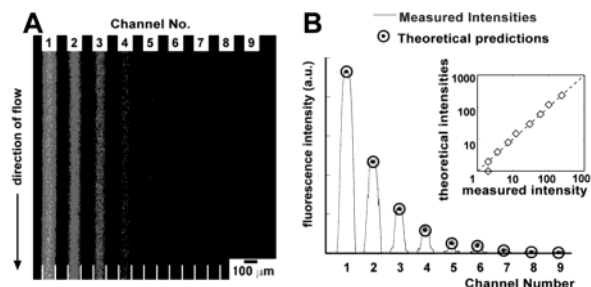 A
Channel No.
1 2 3 4 5 6 7 8 9
direction of flow
100 μm
B
Measured Intensities
Theoretical predictions
fluorescence intensity (a.u.)
theoretical intensities
1000
100
10
1
1 10 100 100
measured intensity
1 2 3 4 5 6 7 8 9
Channel Number